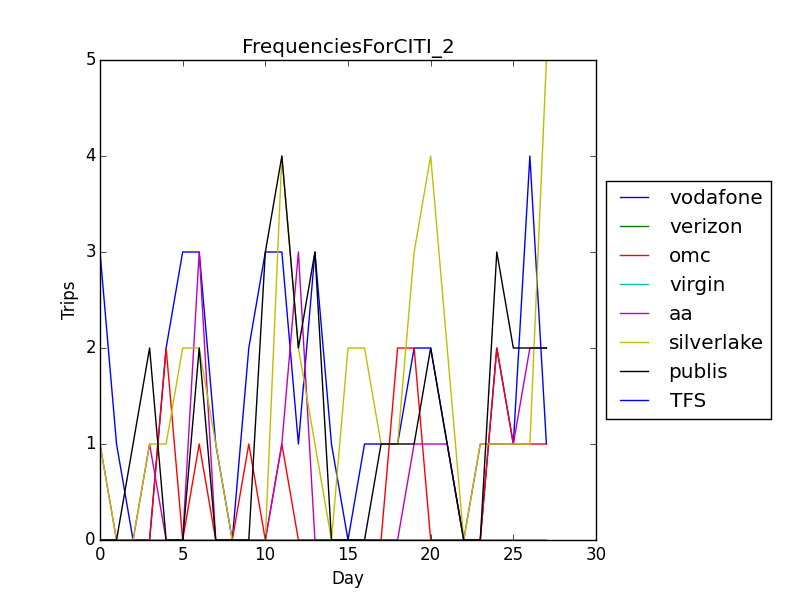 FrequenciesForCITI_2
Trips
5
4
3
2
1
0
0 5 10 15 20 25 30
Day
vodafone
verizon
omc
virgin
aa
silverlake
publis
TFS